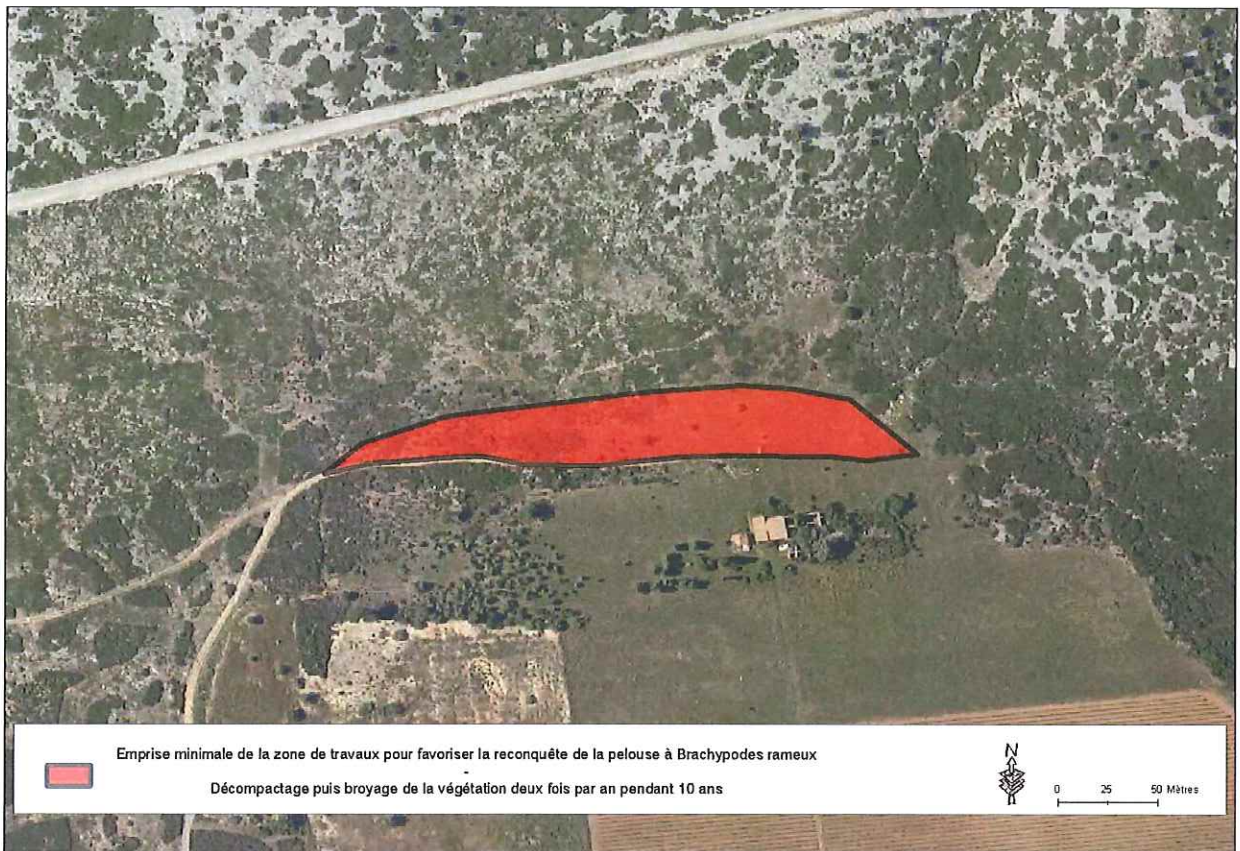 Emprise minimale de la zone de travaux pour favoriser la reconquête de la pelouse à Brachypodes rameux
-
Décompactage puis broyage de la végétation deux fois par an pendant 10 ans
N
0 25 50 Mètres